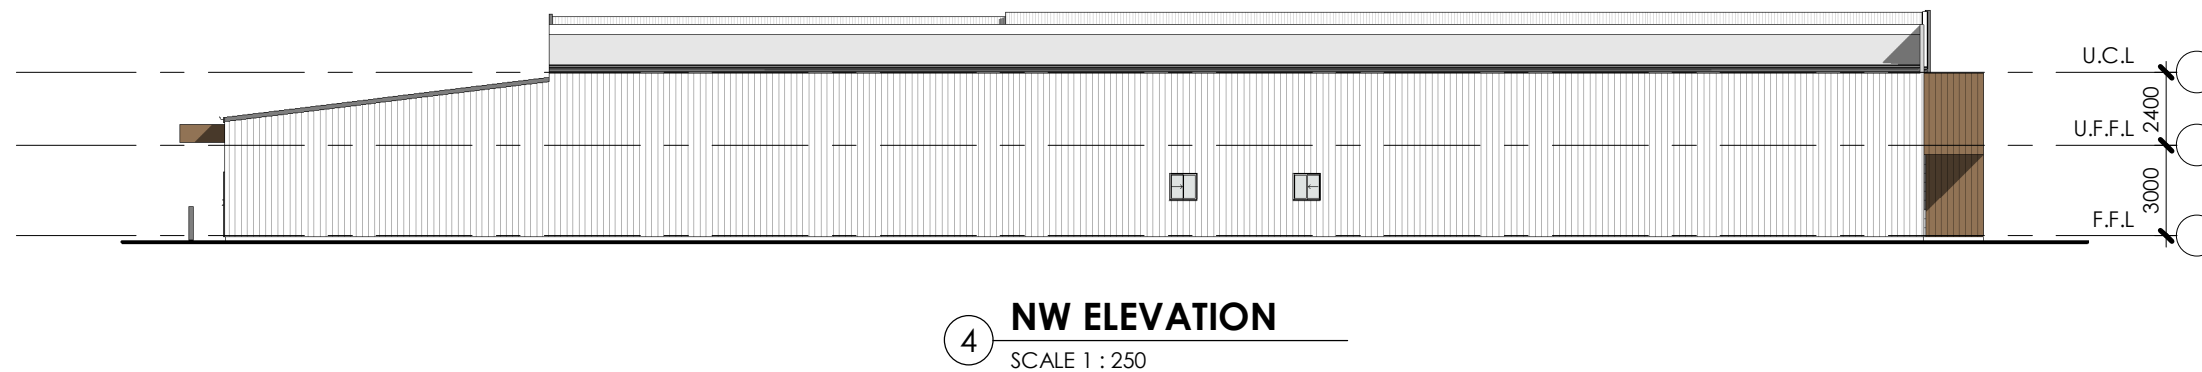 U.C.L
2400
U.F.F.L
3000
F.F.L
4
NW ELEVATION
SCALE 1 : 250